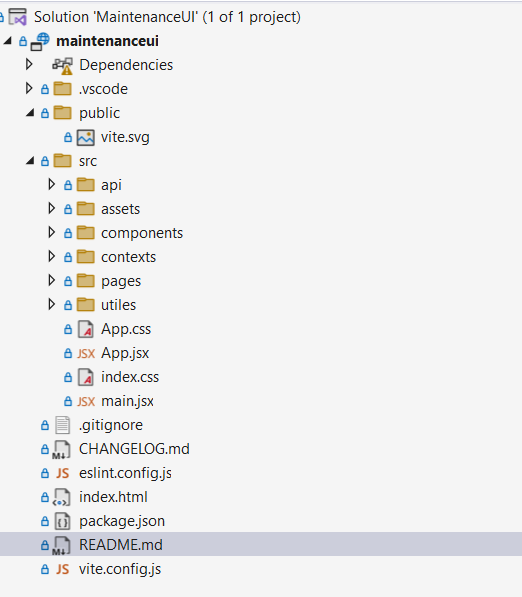 Solution 'MaintenanceUI' (1 of 1 project)
maintenanceui
Dependencies
.vscode
public
vite.svg
src
api
assets
components
contexts
pages
utiles
App.css
JSX App.jsx
index.css
JSX main.jsx
.gitignore
M↓ CHANGELOG.md
JS eslint.config.js
index.html
package.json
M↓ README.md
JS vite.config.js